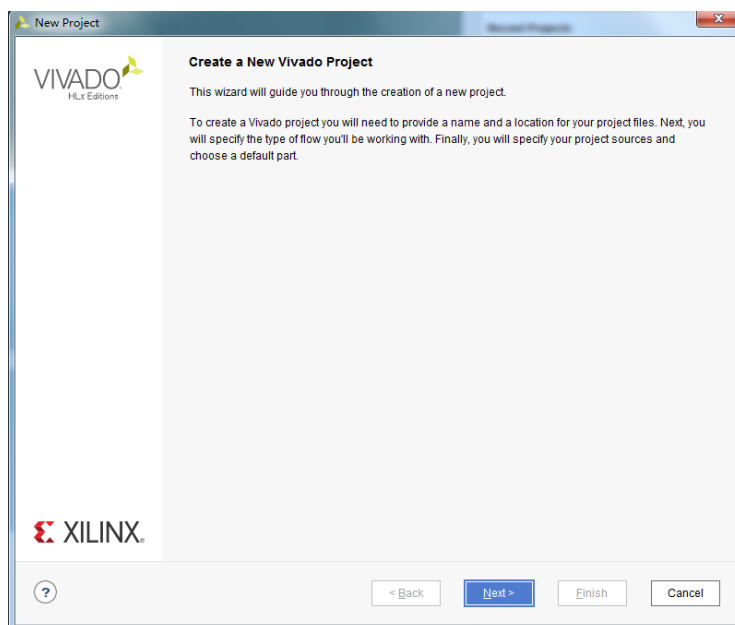 New Project
Recent Projects
x
VIVADO.
HLx Editions
Create a New Vivado Project
This wizard will guide you through the creation of a new project.
To create a Vivado project you will need to provide a name and a location for your project files. Next, you
will specify the type of flow you'll be working with. Finally, you will specify your project sources and
choose a default part.
XILINX.
?
< Back
Next >
Finish
Cancel